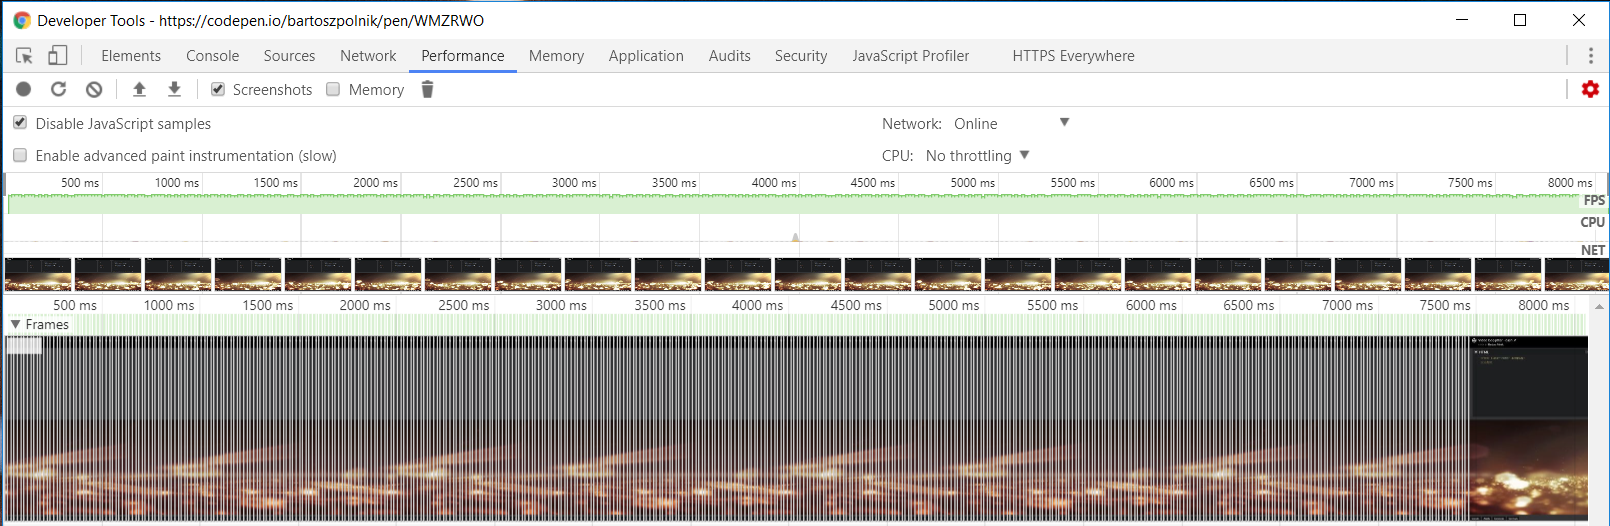 Developer Tools - https://codepen.io/bartoszpolnik/pen/WMZRWO
Elements Console Sources Network Performance Memory Application Audits Security JavaScript Profiler HTTPS Everywhere
Screenshots Memory
Disable JavaScript samples Network: Online
Enable advanced paint instrumentation (slow) CPU: No throttling
500 ms 1000 ms 1500 ms 2000 ms 2500 ms 3000 ms 3500 ms 4000 ms 4500 ms 5000 ms 5500 ms 6000 ms 6500 ms 7000 ms 7500 ms 8000 ms
FPS
CPU
NET
500 ms 1000 ms 1500 ms 2000 ms 2500 ms 3000 ms 3500 ms 4000 ms 4500 ms 5000 ms 5500 ms 6000 ms 6500 ms 7000 ms 7500 ms 8000 ms
Frames